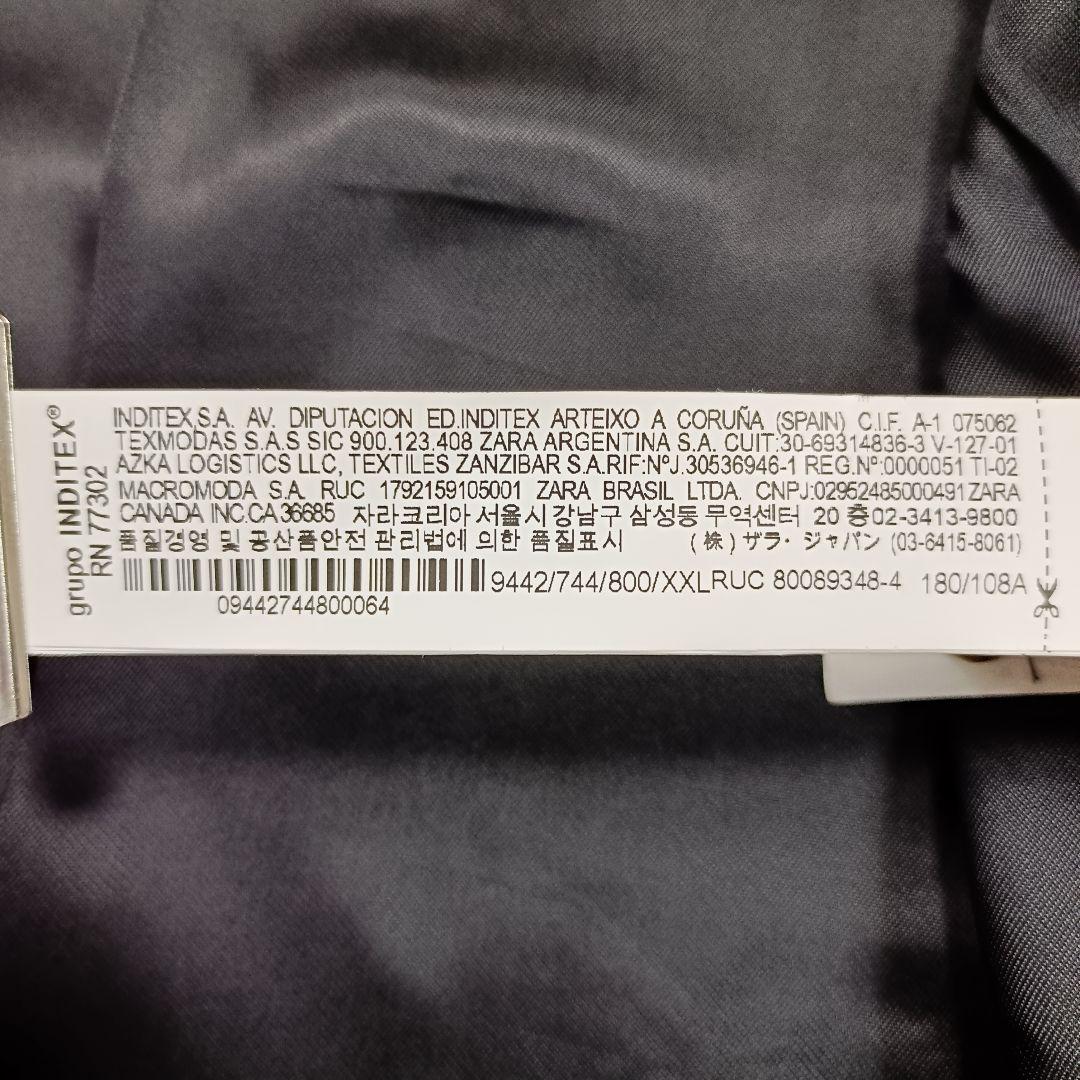 grupo INDITEX®
RN 77302
INDITEX,S.A. AV. DIPUTACION ED.INDITEX ARTEIXO A CORUÑA (SPAIN) C.I.F. A-1 075062
TEXMODAS S.A.S SIC 900.123.408 ZARA ARGENTINA S.A. CUIT:30-69314836-3 V-127-01
AZKA LOGISTICS LLC, TEXTILES ZANZIBAR S.A.RIF:NºJ.30536946-1 REG.Nº:0000051 TI-02
MACROMODA S.A. RUC 1792159105001 ZARA BRASIL LTDA. CNPJ:02952485000491 ZARA
CANADA INC.CA 36685 자라코리아 서울시 강남구 삼성동 무역센터 20 층 02-3413-9800
품질경영 및 공산품안전 관리법에 의한 품질표시 (株) ザラ・ジャパン (03-6415-8061)
9442/744/800/XXL RUC 80089348-4 180/108A
09442744800064